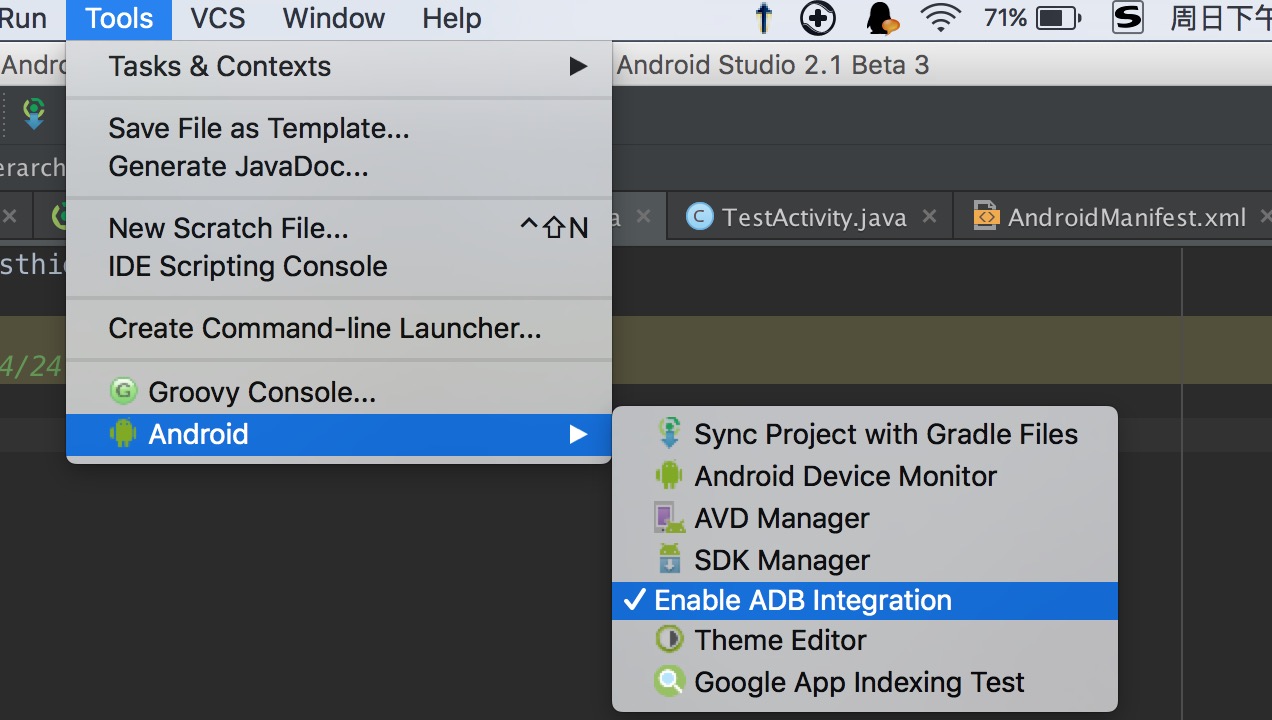 Run Tools VCS Window Help 71% 周日下午
Android Studio 2.1 Beta 3
Tasks & Contexts
Save File as Template...
Generate JavaDoc...
New Scratch File... ^⇧N
IDE Scripting Console
Create Command-line Launcher...
Groovy Console...
Android
TestActivity.java
AndroidManifest.xml
4/24
Sync Project with Gradle Files
Android Device Monitor
AVD Manager
SDK Manager
Enable ADB Integration
Theme Editor
Google App Indexing Test